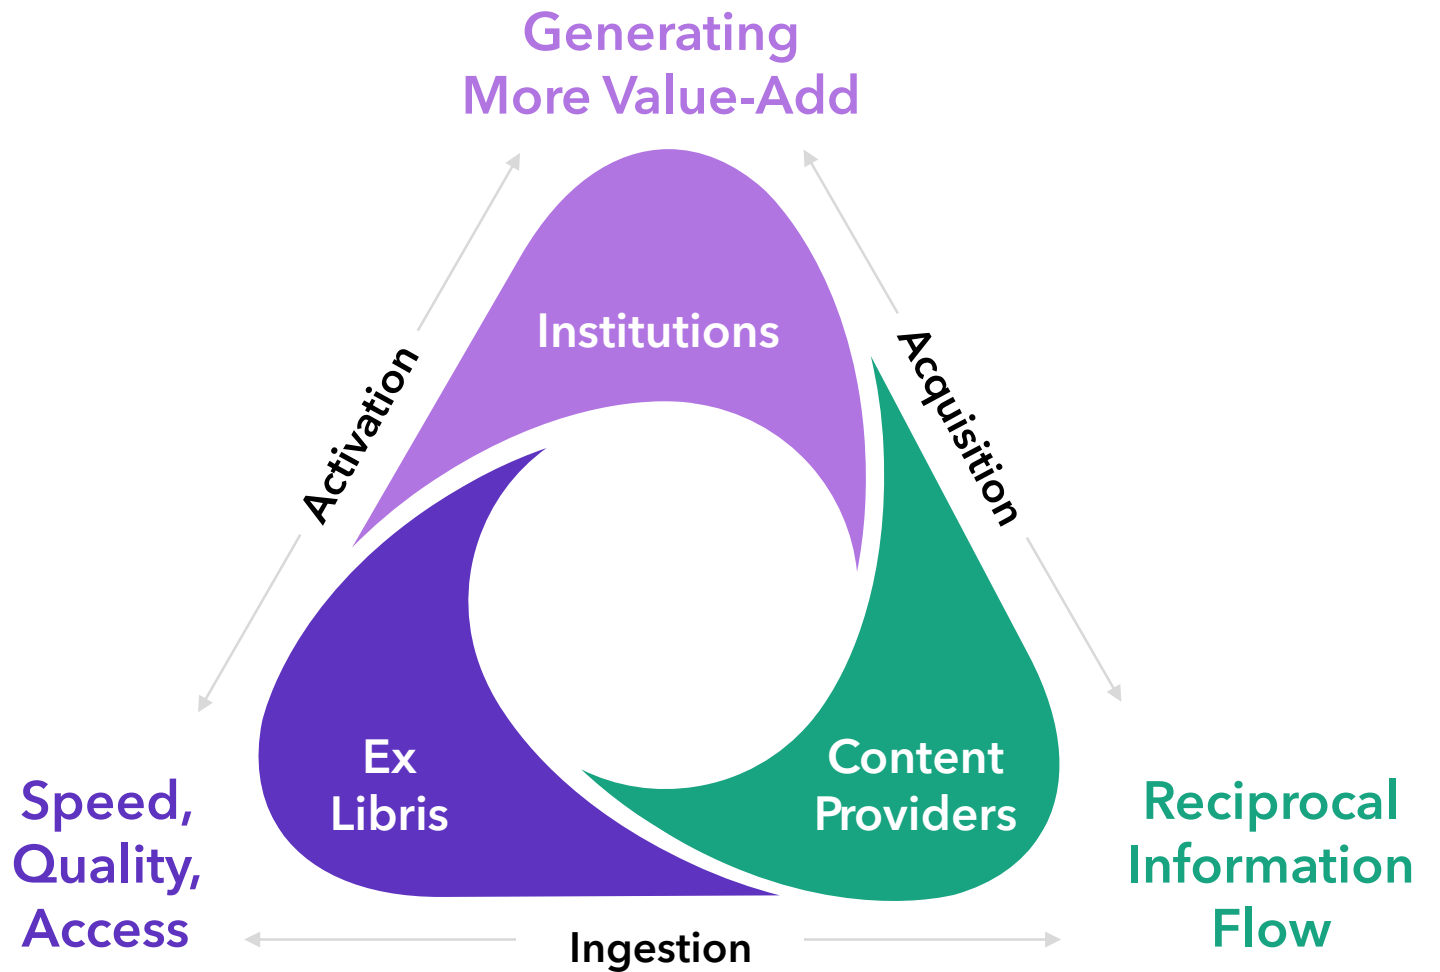 Generating
More Value-Add
Institutions
Activation
Acquisition
Ex
Libris
Content
Providers
Speed,
Quality,
Access
Reciprocal
Information
Flow
Ingestion